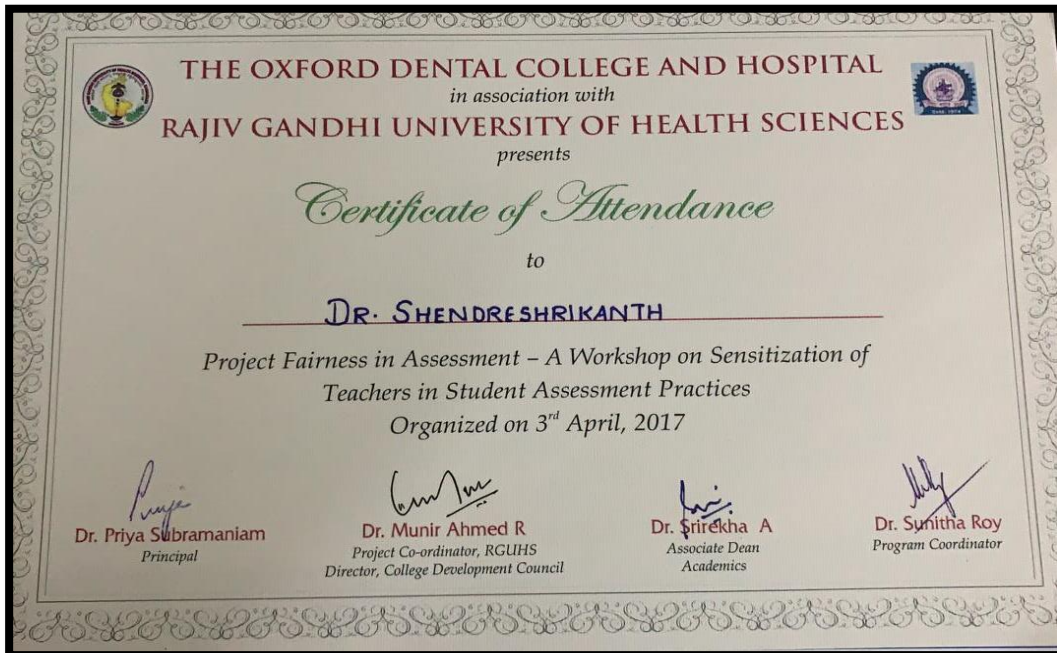 THE OXFORD DENTAL COLLEGE AND HOSPITAL
in association with
RAJIV GANDHI UNIVERSITY OF HEALTH SCIENCES
presents
Certificate of Attendance
to
DR. SHENDRESHRIKANTH
Project Fairness in Assessment – A Workshop on Sensitization of
Teachers in Student Assessment Practices
Organized on 3rd April, 2017
Dr. Priya Subramaniam
Principal
Dr. Munir Ahmed R
Project Co-ordinator, RGUHS
Director, College Development Council
Dr. Srirekha A
Associate Dean
Academics
Dr. Sunitha Roy
Program Coordinator